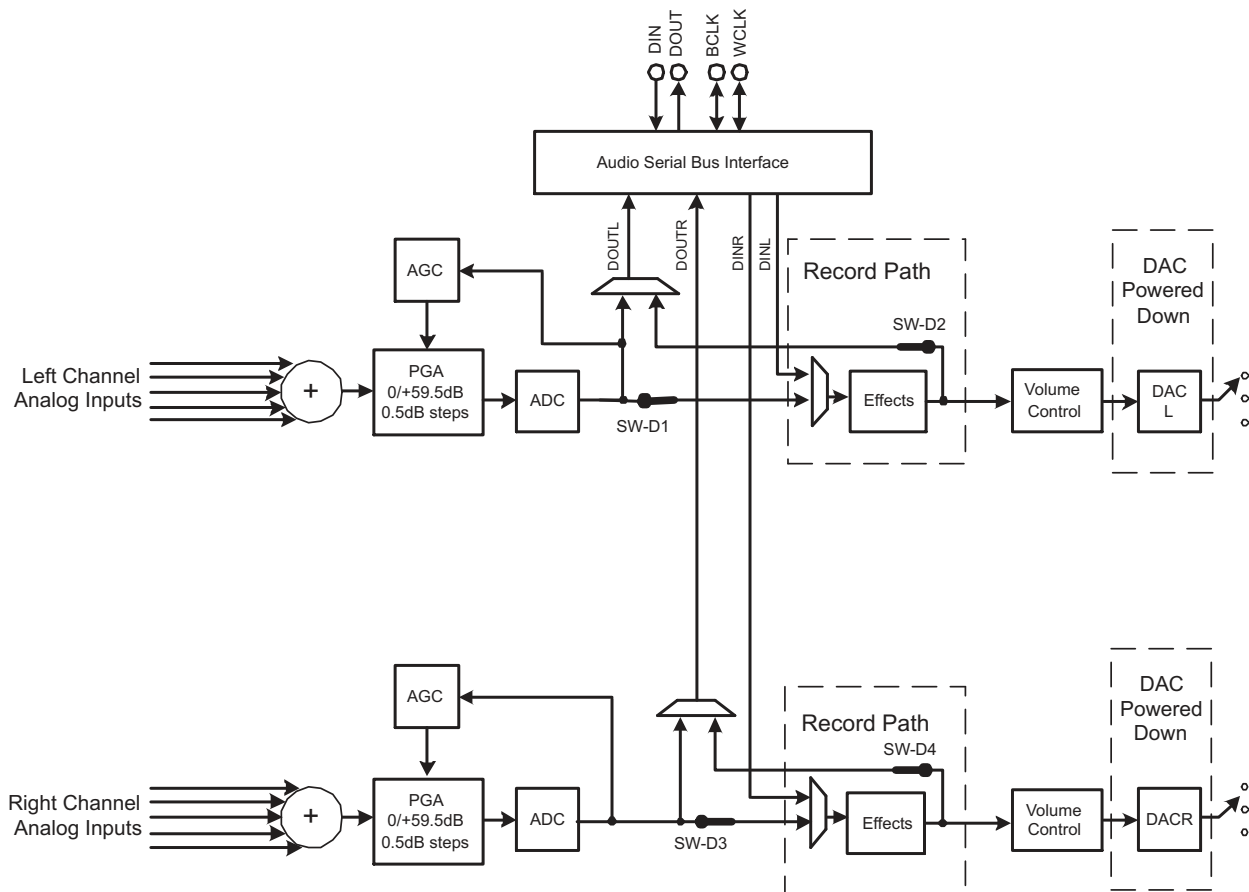 DIN
DOUT
BCLK
WCLK
Audio Serial Bus Interface
DOUTL
DOUTR
DINR
DINL
AGC
Record Path
DAC
Powered
Down
SW-D2
Left Channel
Analog Inputs
+
PGA
0/+59.5dB
0.5dB steps
ADC
SW-D1
Effects
Volume
Control
DAC
L
AGC
Record Path
DAC
Powered
Down
SW-D4
Right Channel
Analog Inputs
+
PGA
0/+59.5dB
0.5dB steps
ADC
SW-D3
Effects
Volume
Control
DACR